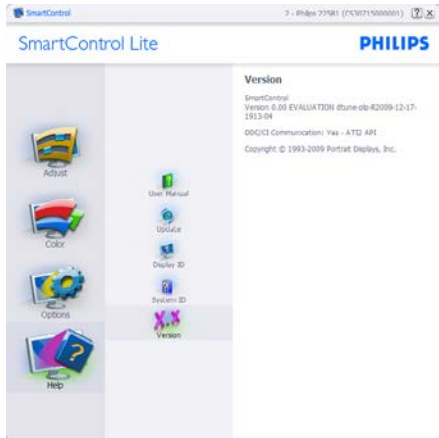 SmartControl
2 - Philips 225B1 (CS30715000001) ? X
SmartControl Lite
PHILIPS
Adjust
Color
Options
Help
User Manual
Update
Display ID
System ID
X.X
Version
Version
SmartControl
Version 0.00 EVALUATION dtune-plp-R2009-12-17-
1913-04
DDC/CI Communication: Yes - ATI2 API
Copyright © 1993-2009 Portrait Displays, Inc.